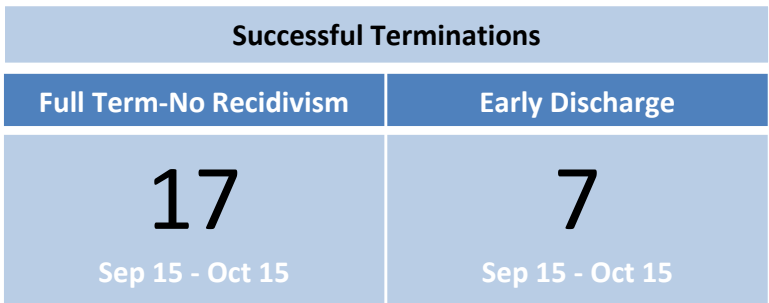 Successful Terminations
Full Term-No Recidivism
Early Discharge
17
7
Sep 15 - Oct 15
Sep 15 - Oct 15